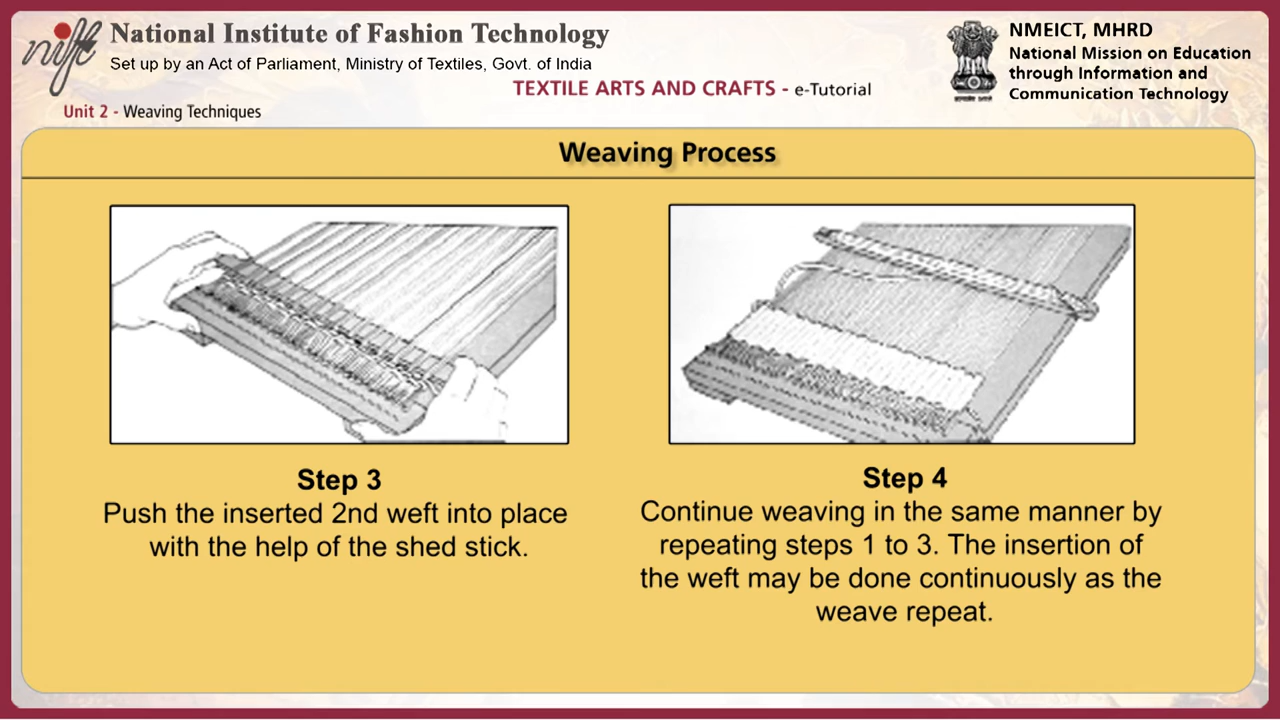 nift
National Institute of Fashion Technology
Set up by an Act of Parliament, Ministry of Textiles, Govt. of India
NMEICT, MHRD
National Mission on Education
through Information and
Communication Technology
TEXTILE ARTS AND CRAFTS - e-Tutorial
Unit 2 - Weaving Techniques
Weaving Process
Step 3
Push the inserted 2nd weft into place
with the help of the shed stick.
Step 4
Continue weaving in the same manner by
repeating steps 1 to 3. The insertion of
the weft may be done continuously as the
weave repeat.